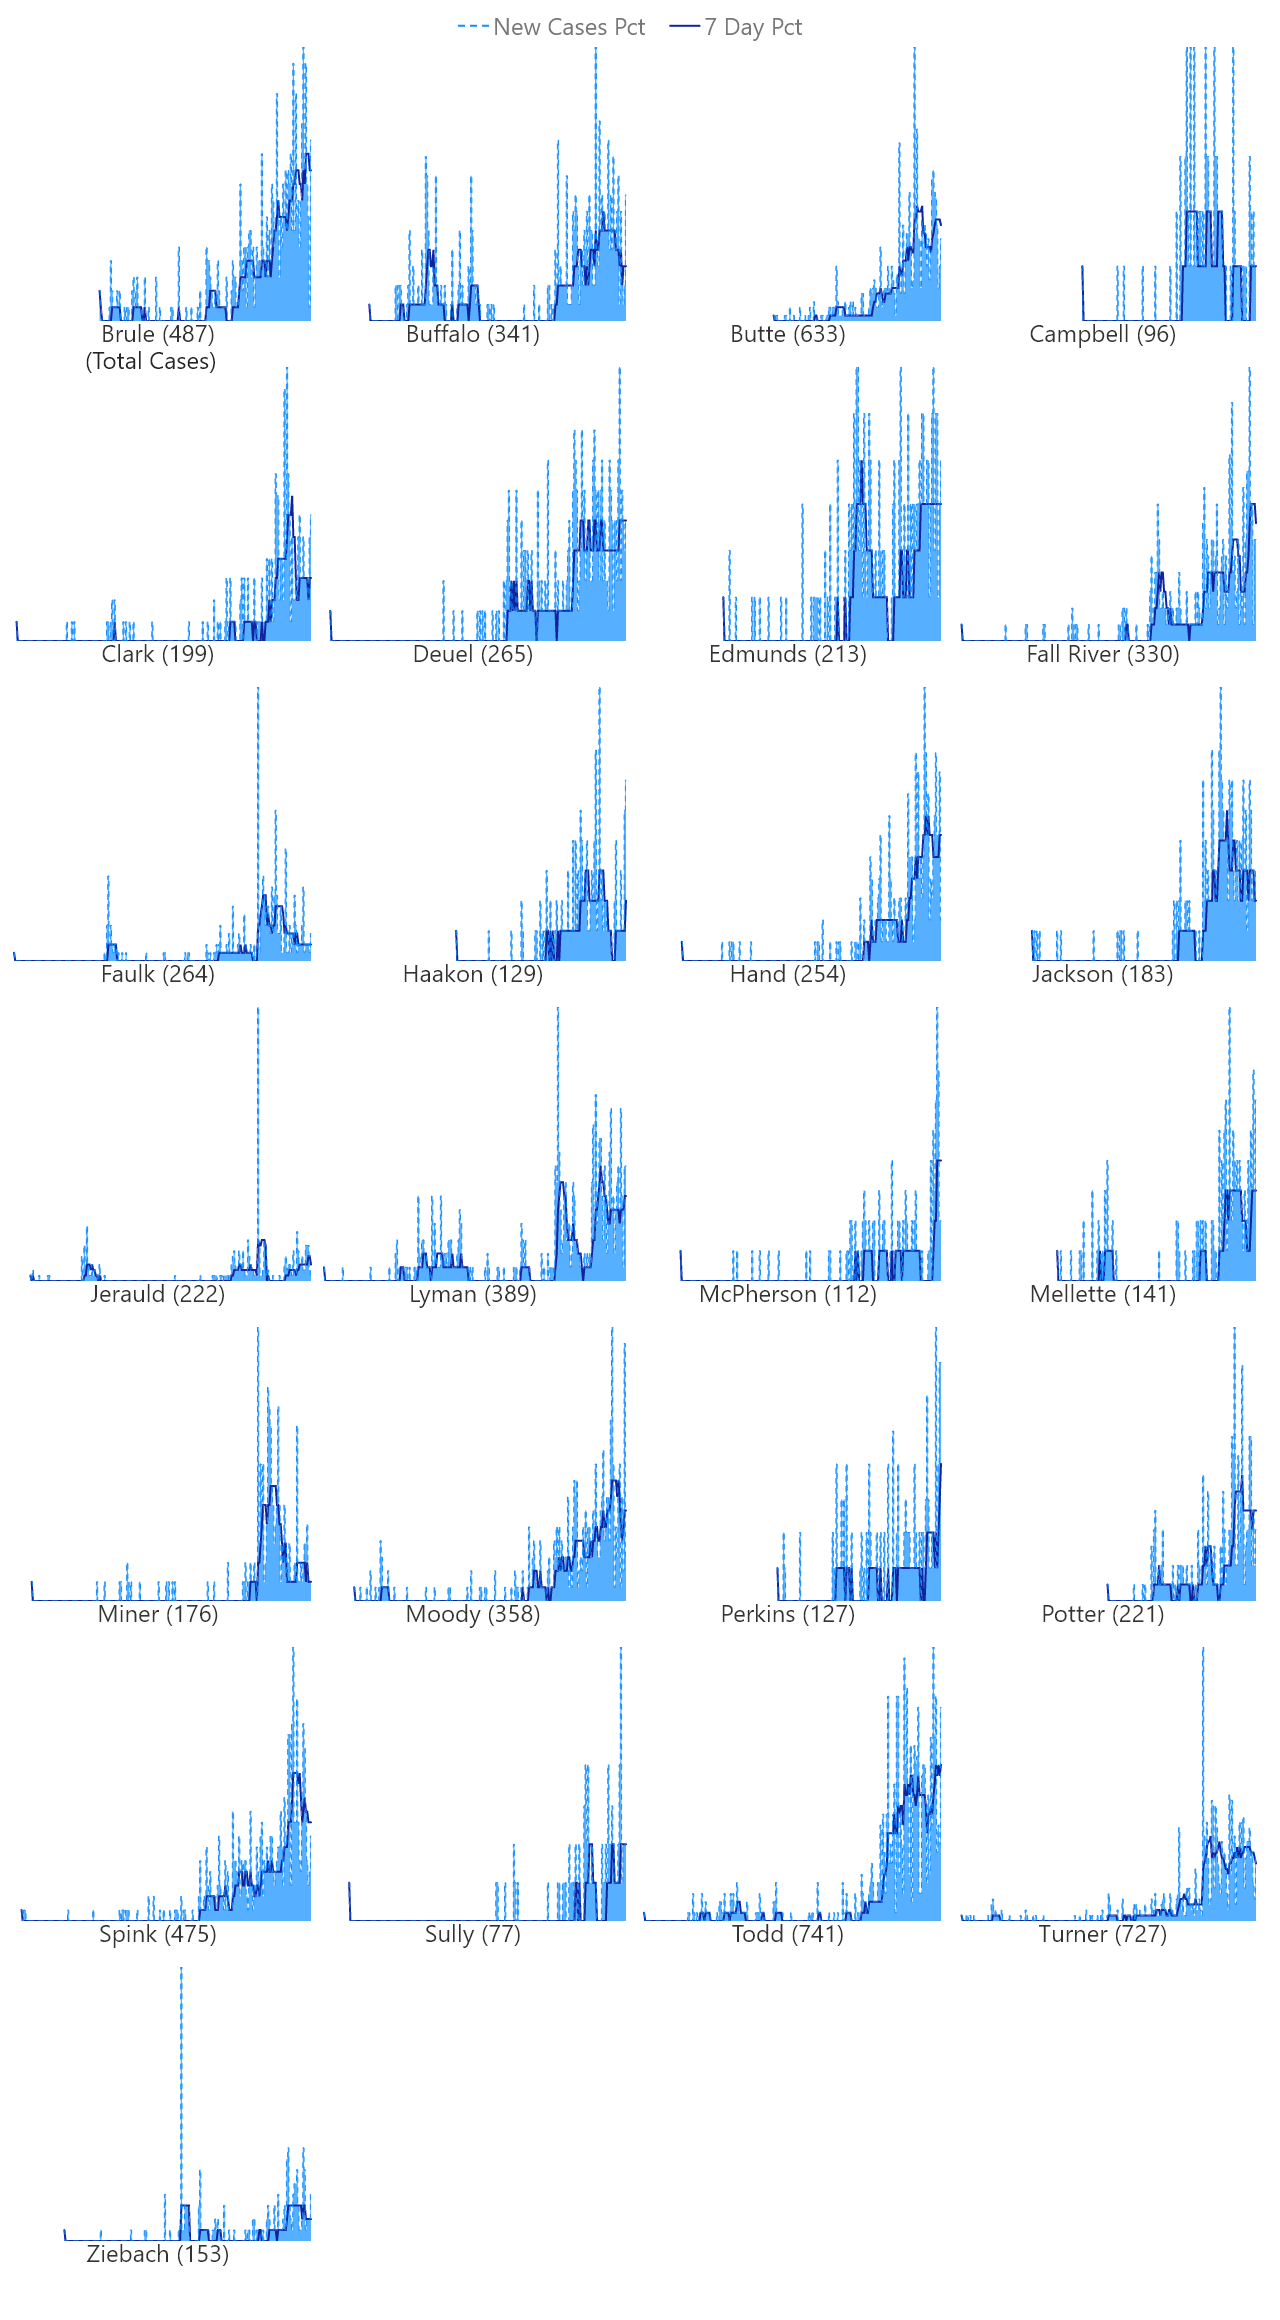 New Cases Pct 7 Day Pct
Brule (487) Buffalo (341) Butte (633) Campbell (96)
(Total Cases)
Clark (199) Deuel (265) Edmunds (213) Fall River (330)
Faulk (264) Haakon (129) Hand (254) Jackson (183)
Jerauld (222) Lyman (389) McPherson (112) Mellette (141)
Miner (176) Moody (358) Perkins (127) Potter (221)
Spink (475) Sully (77) Todd (741) Turner (727)
Ziebach (153)